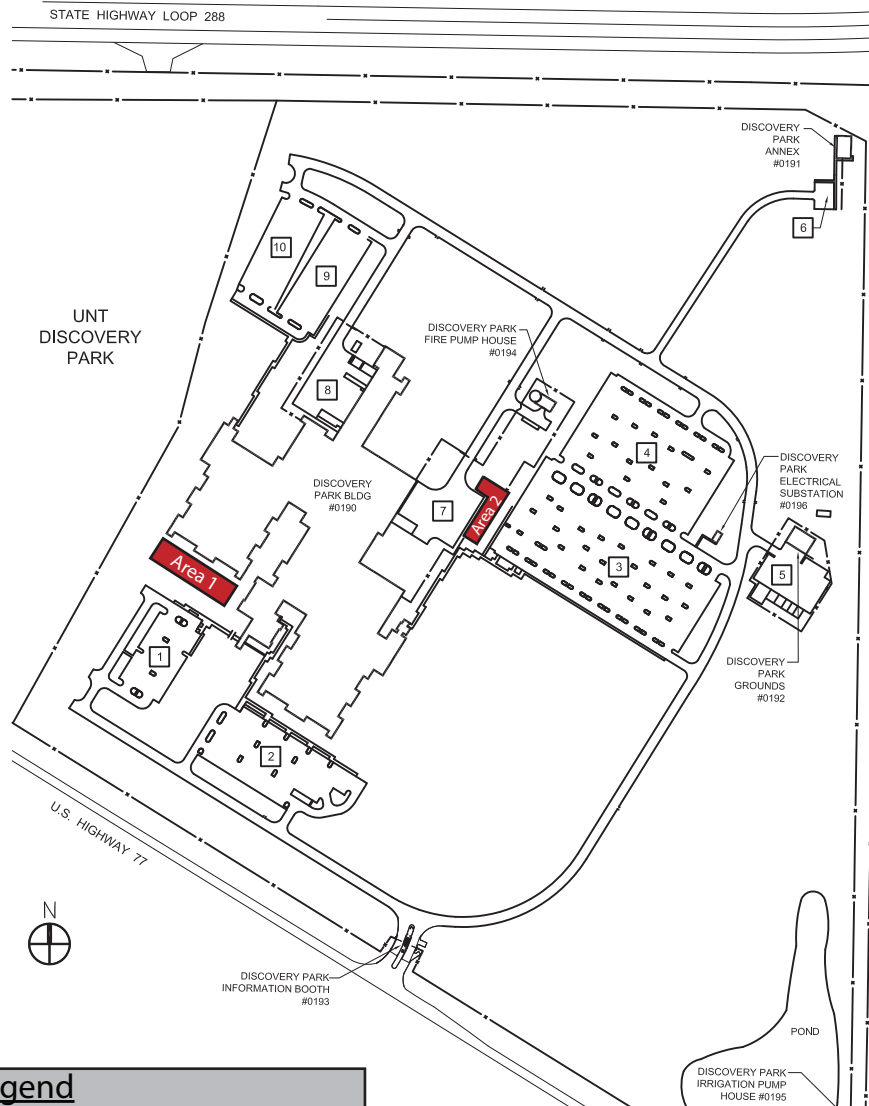 STATE HIGHWAY LOOP 288
DISCOVERY
PARK
ANNEX
#0191
6
10
9
UNT
DISCOVERY
PARK
DISCOVERY PARK
FIRE PUMP HOUSE
#0194
8
4
DISCOVERY
PARK
ELECTRICAL
SUBSTATION
#0196
DISCOVERY
PARK BLDG
#0190
7
Area 2
3
5
Area 1
1
DISCOVERY
PARK
GROUNDS
#0192
2
U.S. HIGHWAY 77
N
DISCOVERY PARK
INFORMATION BOOTH
#0193
POND
DISCOVERY PARK
IRRIGATION PUMP
HOUSE #0195
gend